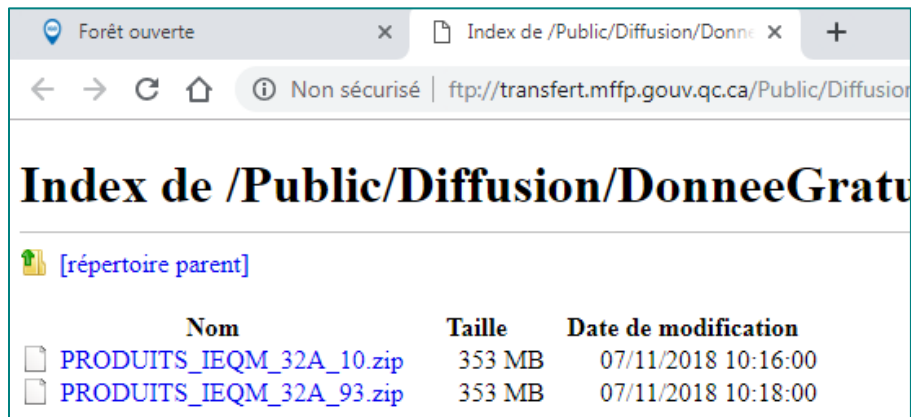 Forêt ouverte
Index de /Public/Diffusion/Donn
Non sécurisé | ftp://transfert.mffp.gouv.qc.ca/Public/Diffusion
Index de /Public/Diffusion/DonneeGratu
[répertoire parent]
Nom Taille Date de modification
PRODUITS_IEQM_32A_10.zip 353 MB 07/11/2018 10:16:00
PRODUITS_IEQM_32A_93.zip 353 MB 07/11/2018 10:18:00